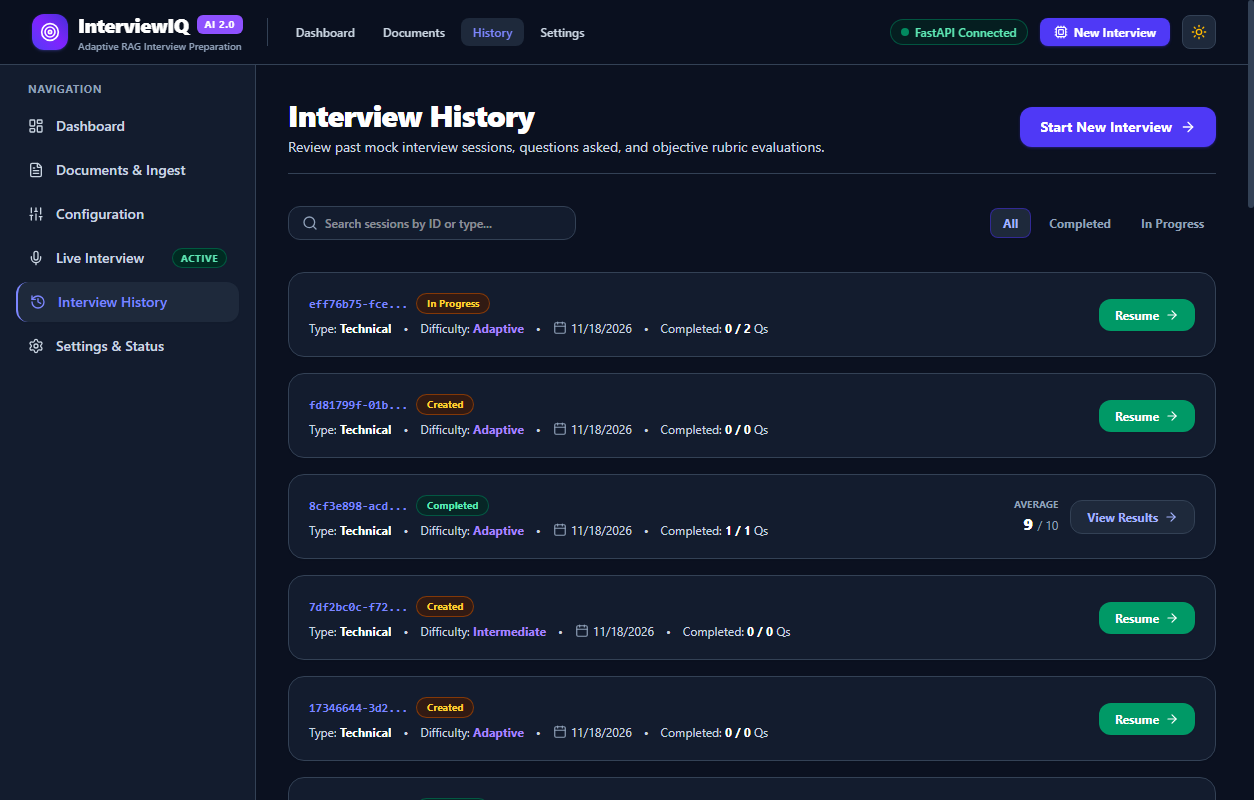 InterviewIQ AI 2.0
Adaptive RAG Interview Preparation
Dashboard
Documents
History
Settings
FastAPI Connected
New Interview
NAVIGATION
Dashboard
Documents & Ingest
Configuration
Live Interview ACTIVE
Interview History
Settings & Status
Interview History
Review past mock interview sessions, questions asked, and objective rubric evaluations.
Start New Interview →
Search sessions by ID or type...
All
Completed
In Progress
eff76b75-fce... In Progress
Type: Technical • Difficulty: Adaptive • 11/18/2026 • Completed: 0 / 2 Qs
Resume →
fd81799f-01b... Created
Type: Technical • Difficulty: Adaptive • 11/18/2026 • Completed: 0 / 0 Qs
Resume →
8cf3e898-acd... Completed
Type: Technical • Difficulty: Adaptive • 11/18/2026 • Completed: 1 / 1 Qs
AVERAGE
9 / 10
View Results →
7df2bc0c-f72... Created
Type: Technical • Difficulty: Intermediate • 11/18/2026 • Completed: 0 / 0 Qs
Resume →
17346644-3d2... Created
Type: Technical • Difficulty: Adaptive • 11/18/2026 • Completed: 0 / 0 Qs
Resume →